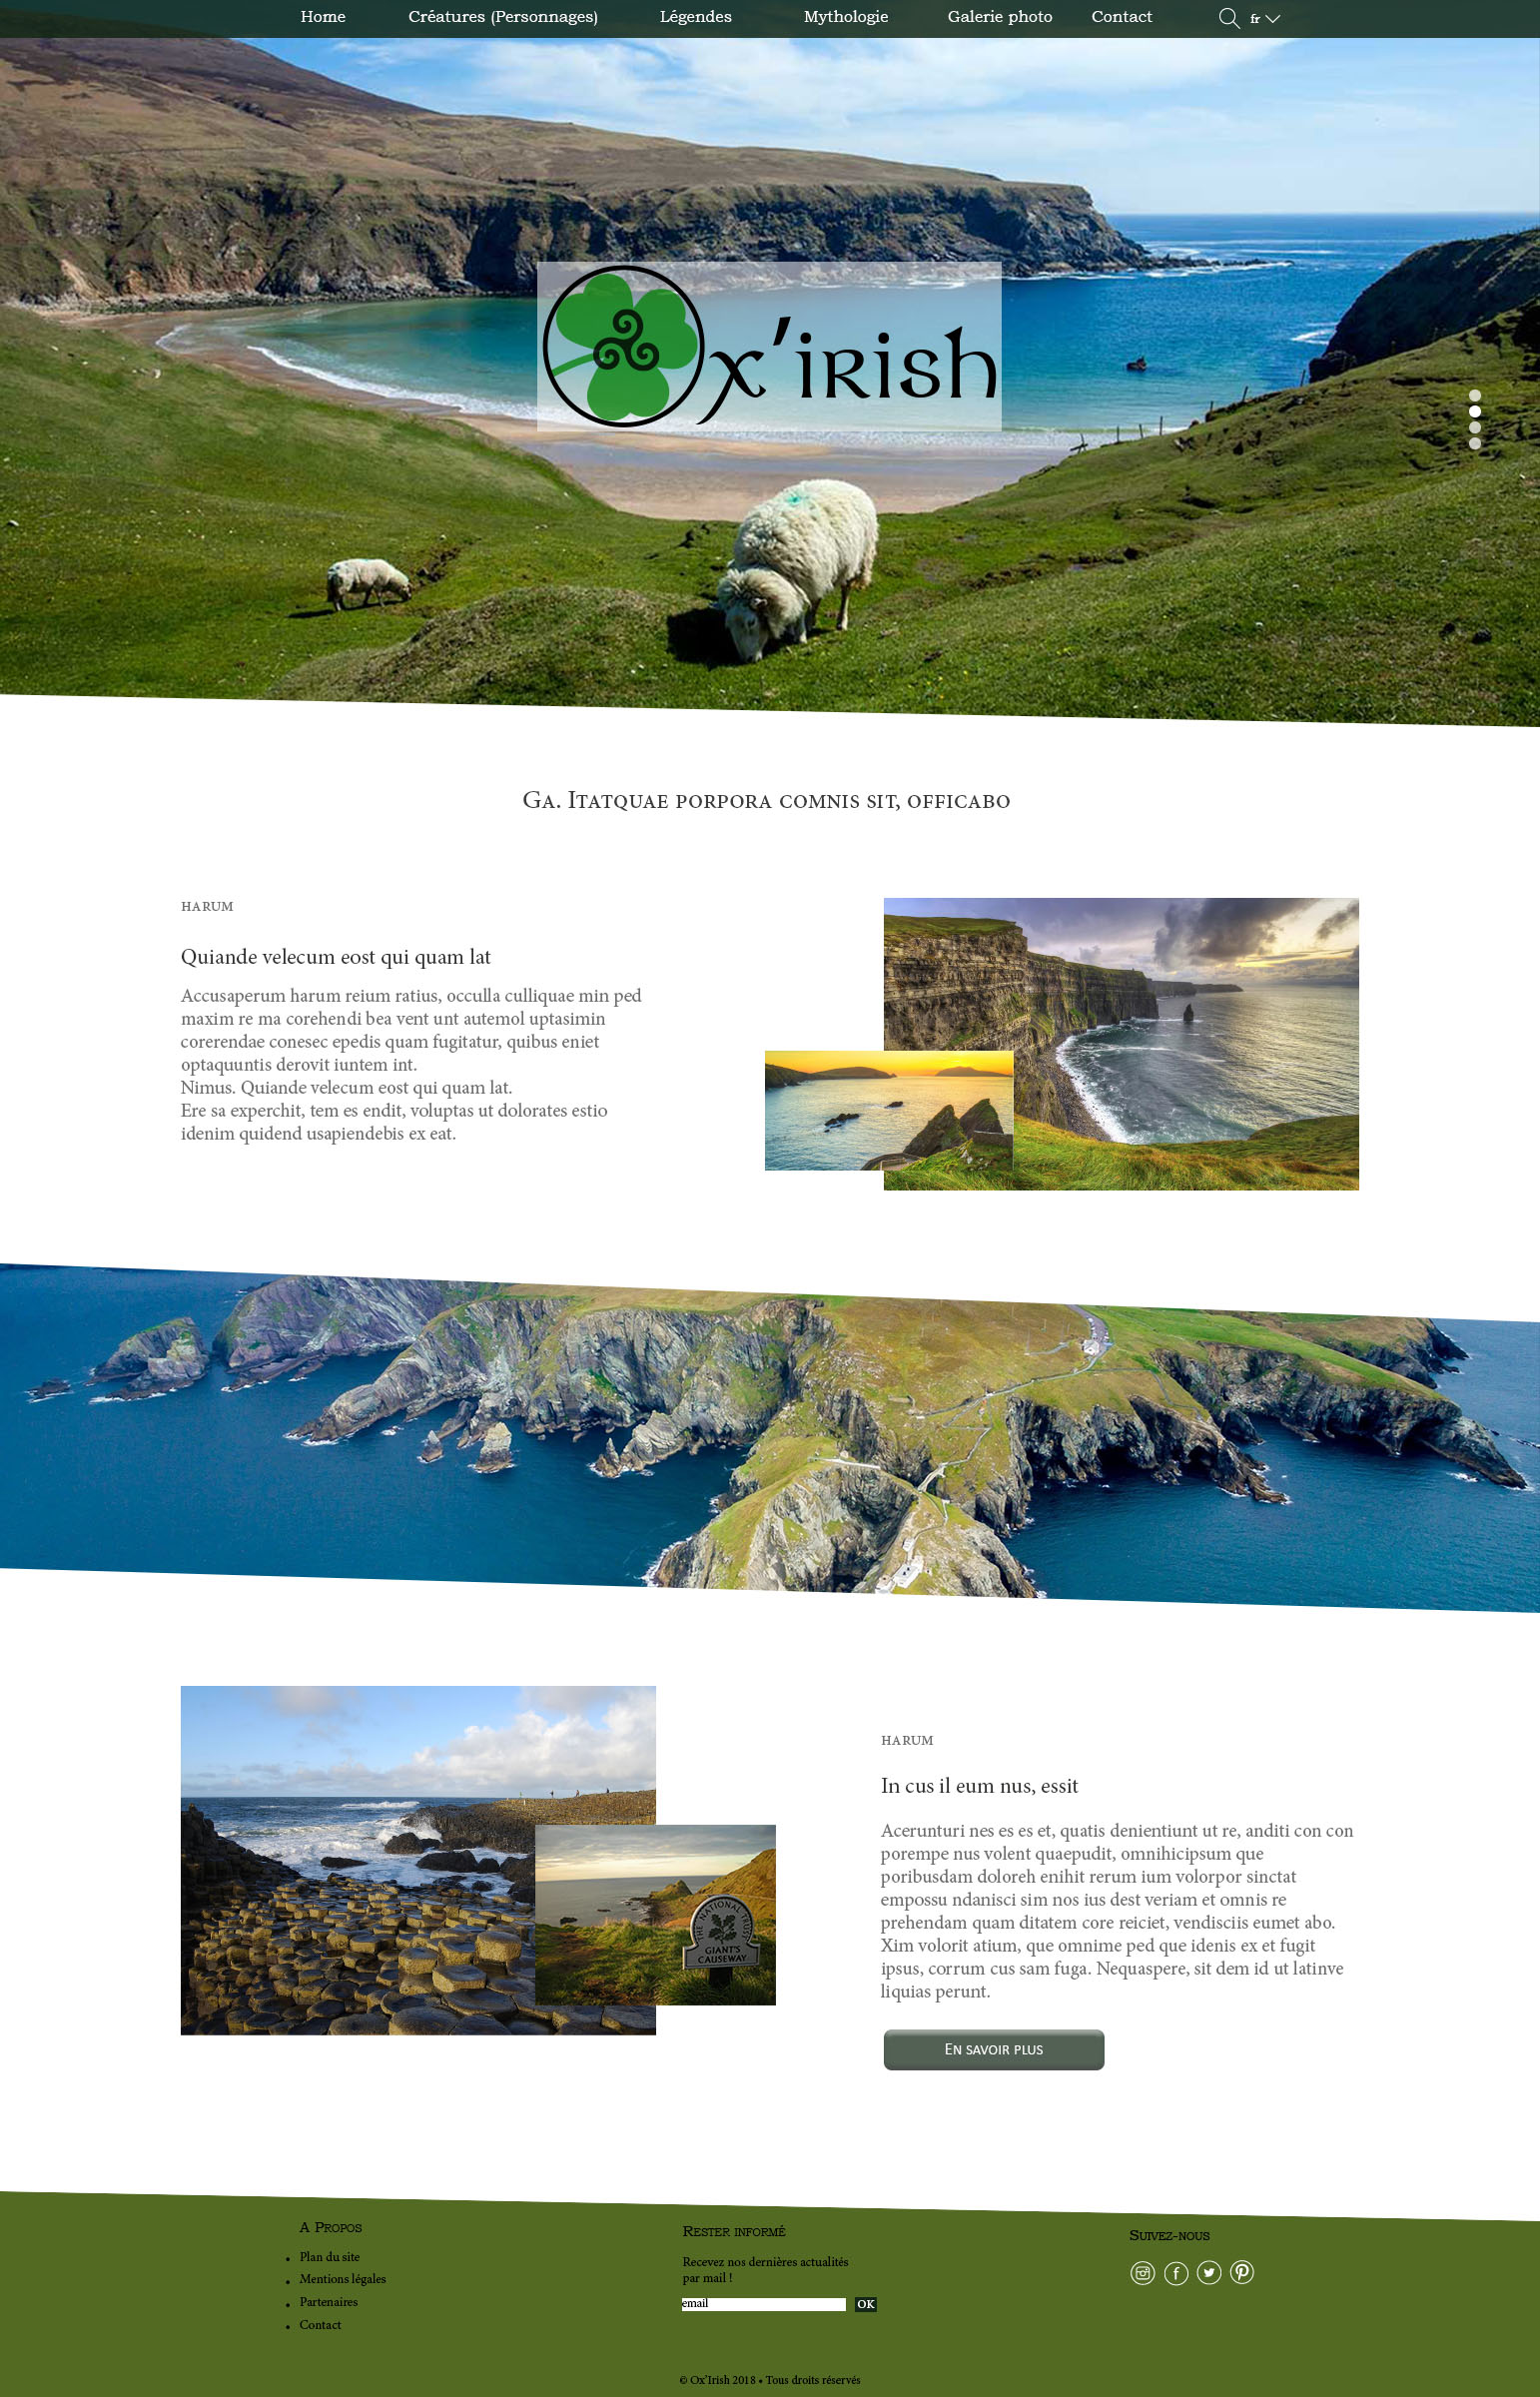 Home Créatures (Personnages) Légendes Mythologie Galerie photo Contact fr
x'irish
Ga. Itatquae porpora comnis sit, officabo
HARUM
Quiande velecum eost qui quam lat
Accusaperum harum reium ratius, occulla culliquae min ped
maxim re ma corehendi bea vent unt autemol uptasimin
corerendae conesec epedis quam fugitatur, quibus eniet
optaquuntis derovit iuntem int.
Nimus. Quiande velecum eost qui quam lat.
Ere sa experchit, tem es endit, voluptas ut dolorates estio
idenim quidend usapiendebis ex eat.
THE NATIONAL TRUST
GIANT'S
CAUSEWAY
HARUM
In cus il eum nus, essit
Acerunturi nes es es et, quatis denientiunt ut re, anditi con con
porempe nus volent quaepudit, omnihicipsum que
poribusdam doloreh enihit rerum ium volorpor sinctat
empossu ndanisci sim nos ius dest veriam et omnis re
prehendam quam ditatem core reiciet, vendisciis eumet abo.
Xim volorit atium, que omnime ped que idenis ex et fugit
ipsus, corrum cus sam fuga. Nequaspere, sit dem id ut latinve
liquias perunt.
En savoir plus
A Propos
• Plan du site
• Mentions légales
• Partenaires
• Contact
Rester informé
Recevez nos dernières actualités
par mail !
email OK
Suivez-nous
© Ox'Irish 2018 • Tous droits réservés